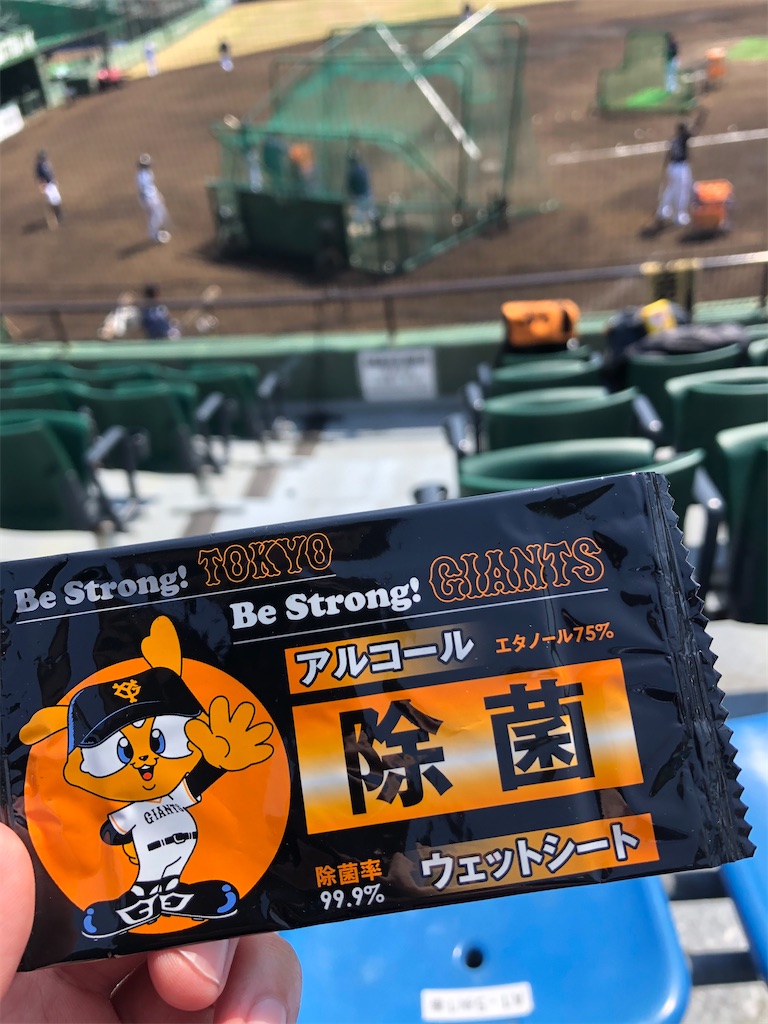 Be Strong! TOKYO
Be Strong! GIANTS
アルコール エタノール75%
除菌
除菌率
99.9%
ウェットシート
YG
GIANTS